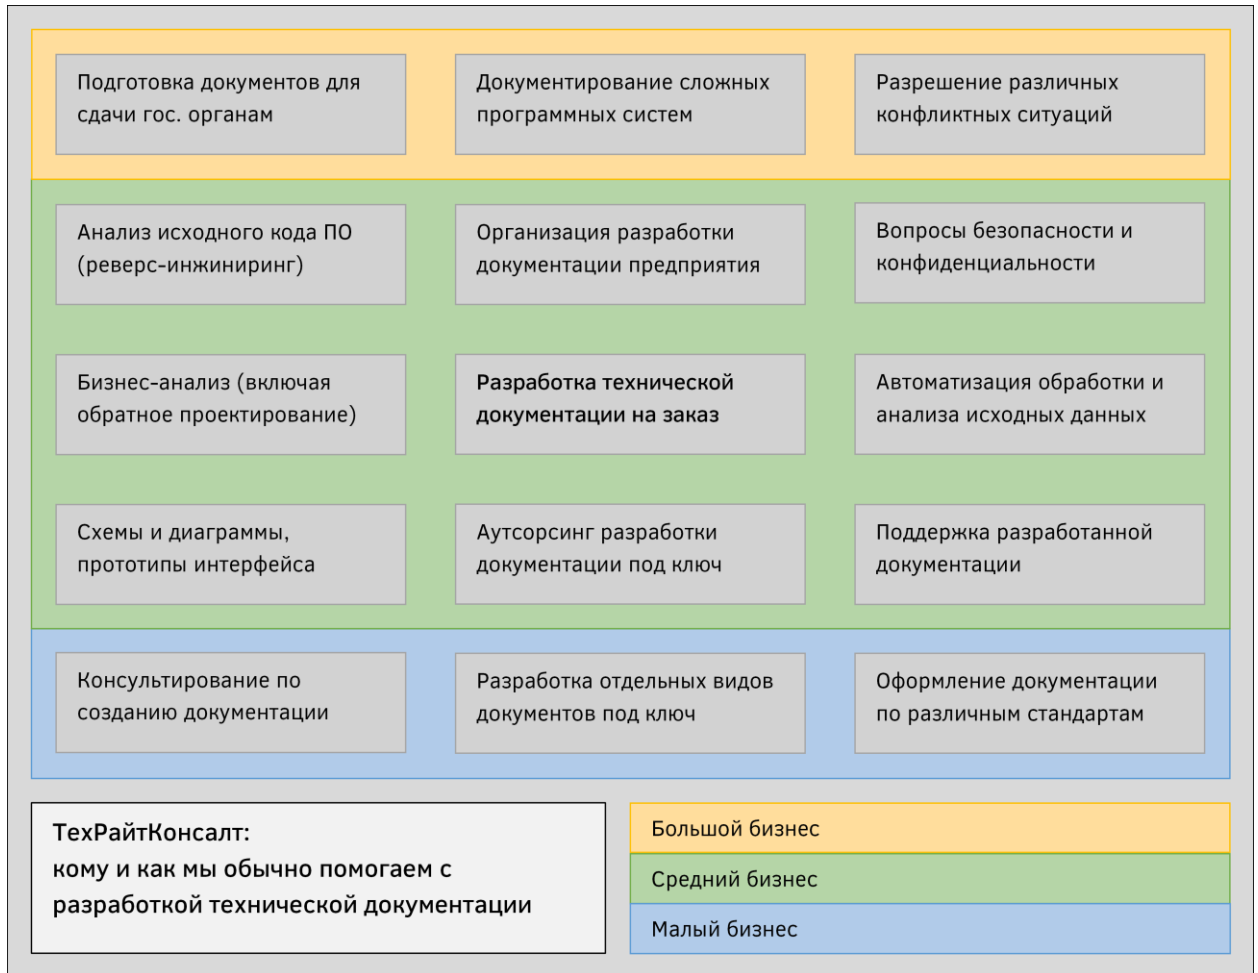 Подготовка документов для
сдачи гос. органам
Документирование сложных
программных систем
Разрешение различных
конфликтных ситуаций
Анализ исходного кода ПО
(реверс-инжиниринг)
Организация разработки
документации предприятия
Вопросы безопасности и
конфиденциальности
Бизнес-анализ (включая
обратное проектирование)
Разработка технической
документации на заказ
Автоматизация обработки и
анализа исходных данных
Схемы и диаграммы,
прототипы интерфейса
Аутсорсинг разработки
документации под ключ
Поддержка разработанной
документации
Консультирование по
созданию документации
Разработка отдельных видов
документов под ключ
Оформление документации
по различным стандартам
ТехРайтКонсалт:
кому и как мы обычно помогаем с
разработкой технической документации
Большой бизнес
Средний бизнес
Малый бизнес